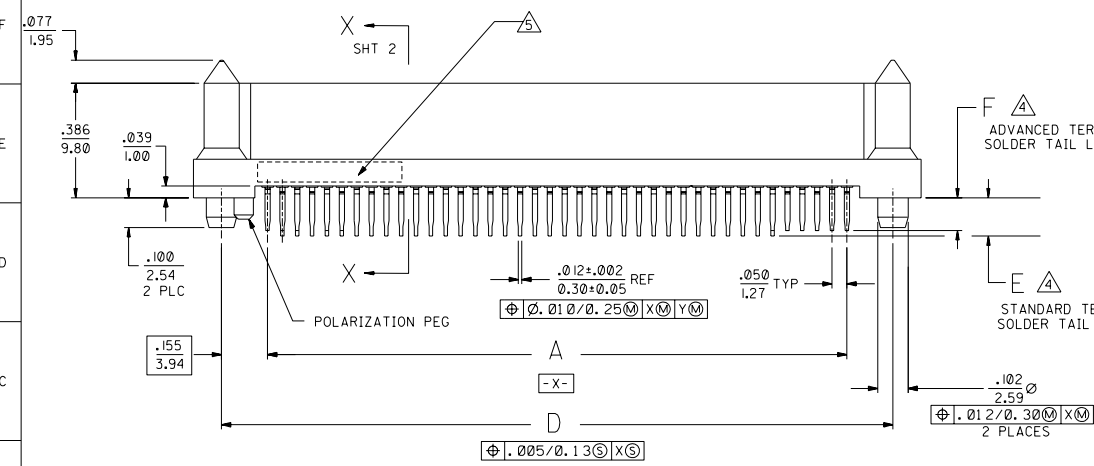 F
.077
1.95
X
SHT 2
5
E
.386
9.80
.039
1.00
F 4
ADVANCED TER
SOLDER TAIL L
D
.100
2.54
2 PLC
X
.012±.002
0.30±0.05
REF
⌖ Ø.010/0.25Ⓜ XⓂ YⓂ
.050
1.27
TYP
E 4
STANDARD TE
SOLDER TAIL
POLARIZATION PEG
.155
3.94
A
-X-
C
.102
2.59
Ø
⌖ .012/0.30Ⓜ XⓂ
2 PLACES
D
⌖ .005/0.13Ⓢ XⓈ